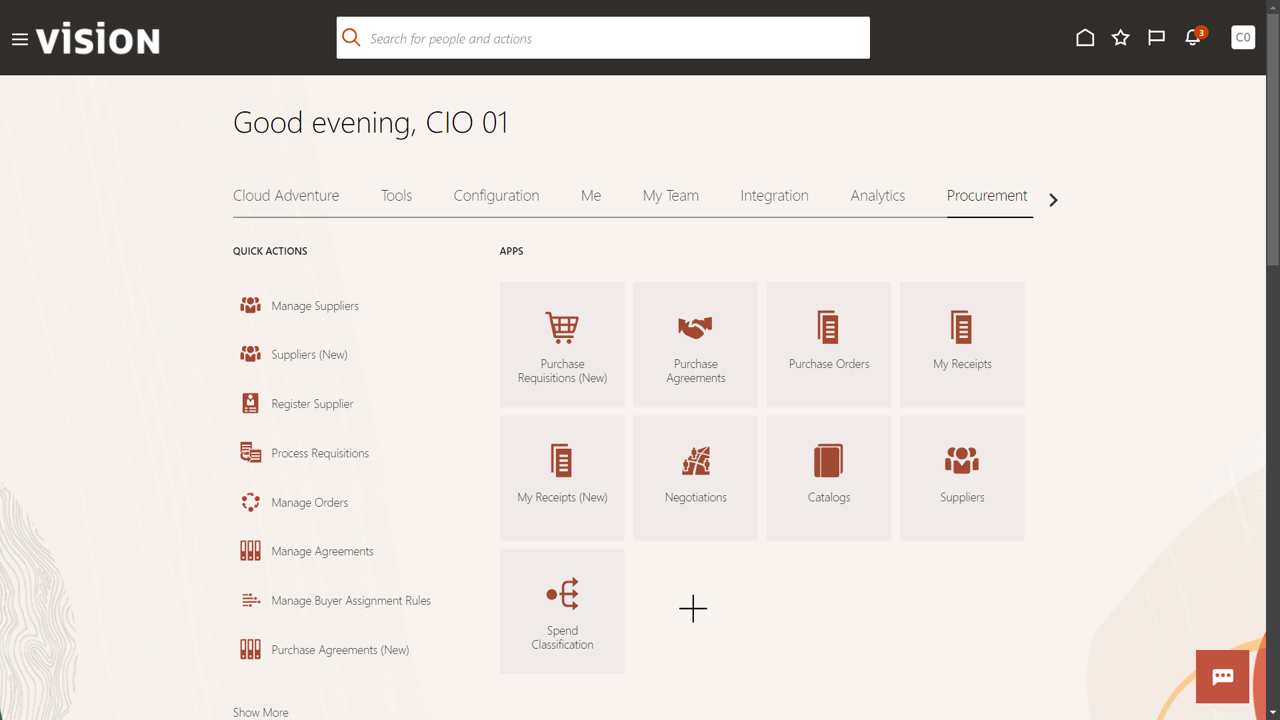 vision
Search for people and actions
3
C0
Good evening, CIO 01
Cloud Adventure
Tools
Configuration
Me
My Team
Integration
Analytics
Procurement
QUICK ACTIONS
Manage Suppliers
Suppliers (New)
Register Supplier
Process Requisitions
Manage Orders
Manage Agreements
Manage Buyer Assignment Rules
Purchase Agreements (New)
Show More
APPS
Purchase
Requisitions (New)
Purchase
Agreements
Purchase Orders
My Receipts
My Receipts (New)
Negotiations
Catalogs
Suppliers
Spend
Classification